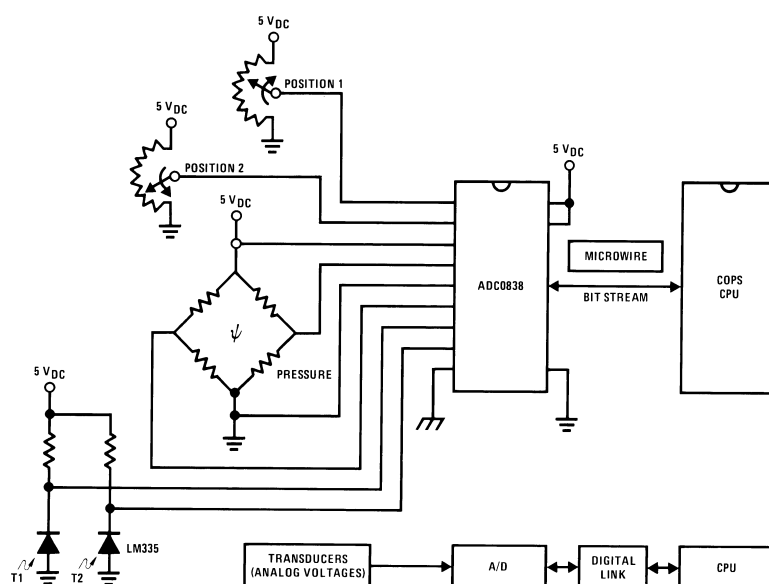 5 VDC
POSITION 1
5 VDC
POSITION 2
5 VDC
5 VDC
MICROWIRE
ADC0838
BIT STREAM
COPS
CPU
ψ
PRESSURE
5 VDC
LM335
T1
T2
TRANSDUCERS
(ANALOG VOLTAGES)
A/D
DIGITAL
LINK
CPU